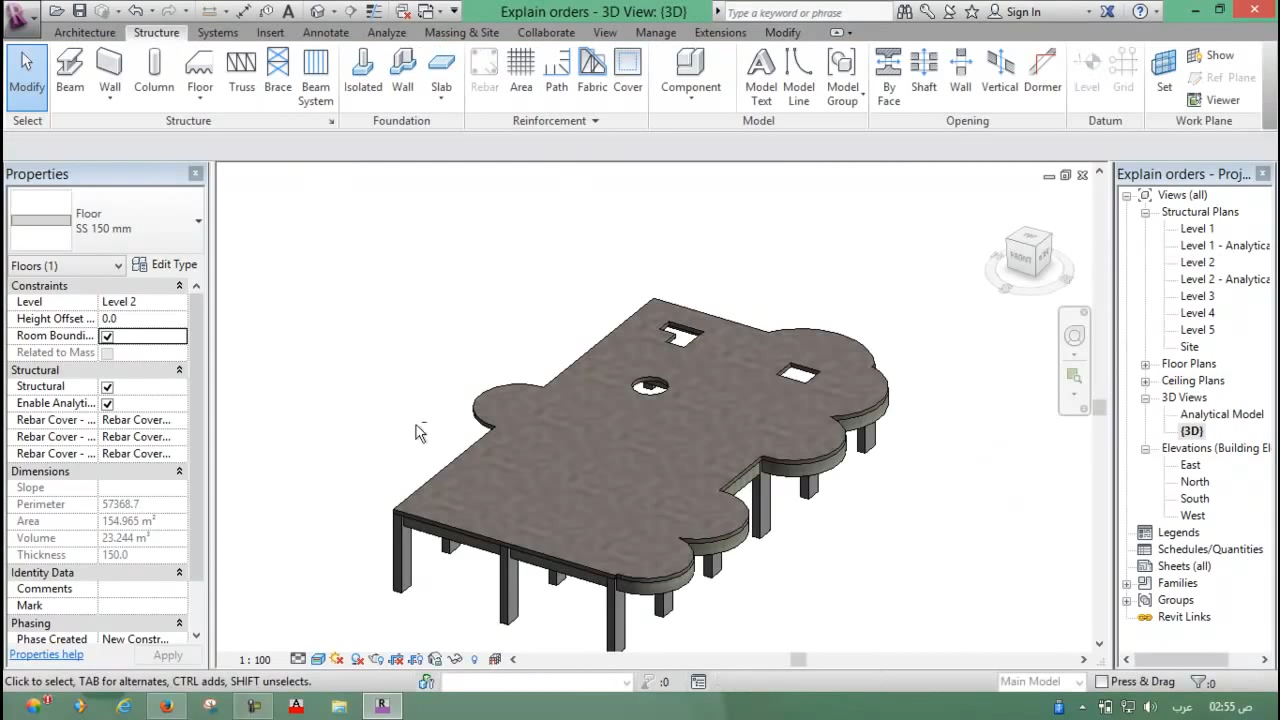 Explain orders - 3D View: {3D}
Type a keyword or phrase
Sign In
Architecture
Structure
Systems
Insert
Annotate
Analyze
Massing & Site
Collaborate
View
Manage
Extensions
Modify
Modify
Beam
Wall
Column
Floor
Truss
Brace
Beam
System
Isolated
Wall
Slab
Rebar
Area
Path
Fabric
Cover
Component
Model
Text
Model
Line
Model
Group
By
Face
Shaft
Wall
Vertical
Dormer
Level
Grid
Set
Show
Ref Plane
Viewer
Select
Structure
Foundation
Reinforcement
Model
Opening
Datum
Work Plane
Properties
Floor
SS 150 mm
Floors (1)
Edit Type
Constraints
Level Level 2
Height Offset ... 0.0
Room Boundi...
Related to Mass
Structural
Structural
Enable Analyti...
Rebar Cover - ... Rebar Cover...
Rebar Cover - ... Rebar Cover...
Rebar Cover - ... Rebar Cover...
Dimensions
Slope
Perimeter 57368.7
Area 154.965 m²
Volume 23.244 m³
Thickness 150.0
Identity Data
Comments
Mark
Phasing
Phase Created New Constr...
Properties help
Apply
FRONT
1 : 100
Explain orders - Proj...
Views (all)
Structural Plans
Level 1
Level 1 - Analytica
Level 2
Level 2 - Analytica
Level 3
Level 4
Level 5
Site
Floor Plans
Ceiling Plans
3D Views
Analytical Model
{3D}
Elevations (Building El
East
North
South
West
Legends
Schedules/Quantities
Sheets (all)
Families
Groups
Revit Links
Click to select, TAB for alternates, CTRL adds, SHIFT unselects.
:0
Main Model
Press & Drag
:0
عرب
02:55 ص